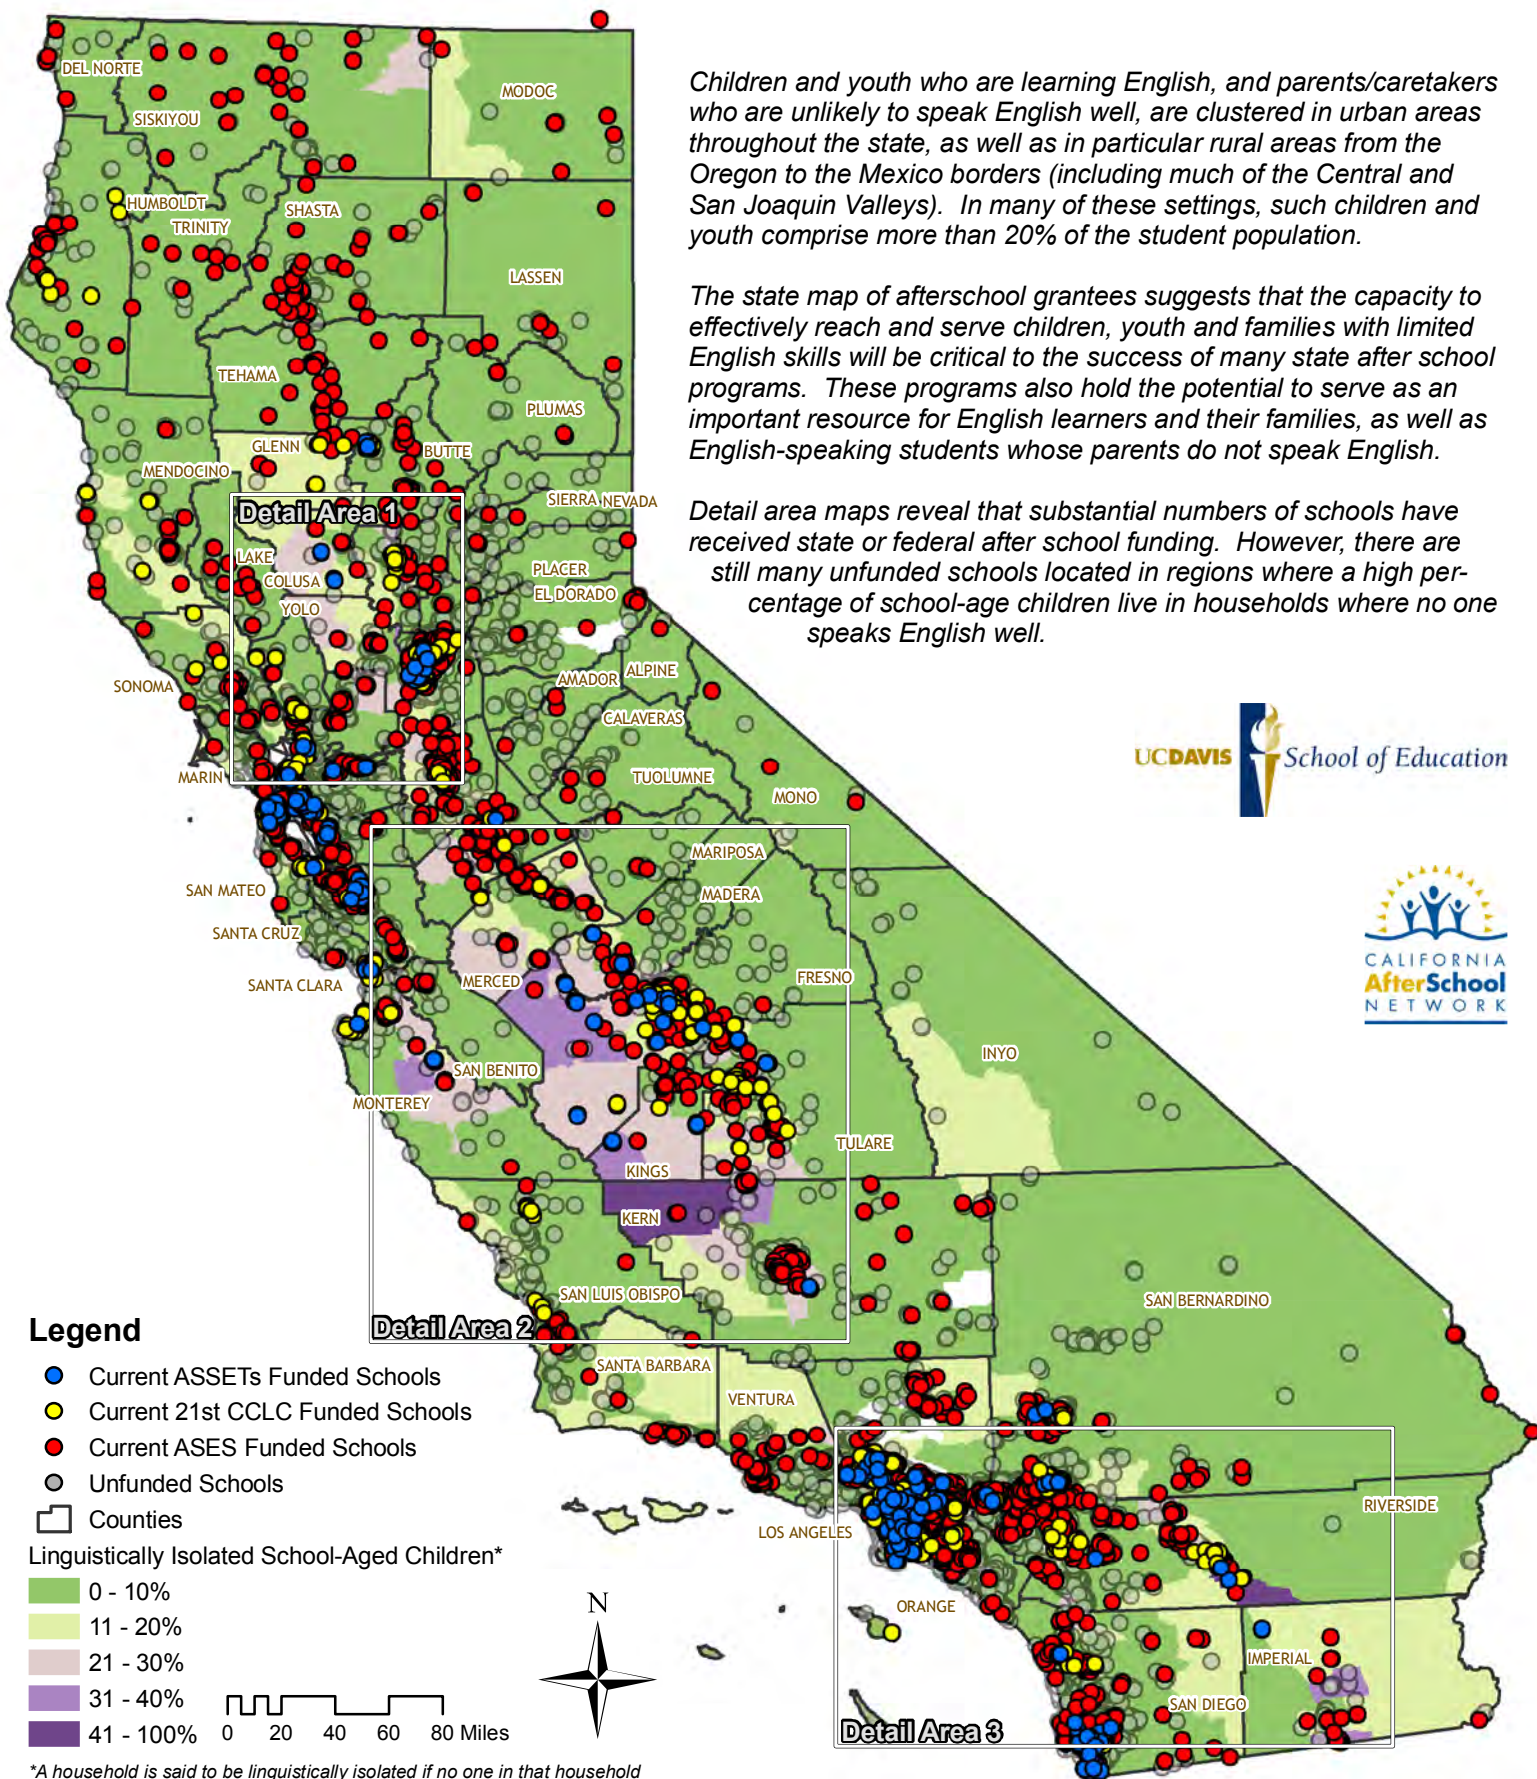 Children and youth who are learning English, and parents/caretakers
who are unlikely to speak English well, are clustered in urban areas
throughout the state, as well as in particular rural areas from the
Oregon to the Mexico borders (including much of the Central and
San Joaquin Valleys).  In many of these settings, such children and
youth comprise more than 20% of the student population.
The state map of afterschool grantees suggests that the capacity to
effectively reach and serve children, youth and families with limited
English skills will be critical to the success of many state after school
programs.  These programs also hold the potential to serve as an
important resource for English learners and their families, as well as
English-speaking students whose parents do not speak English.
Detail area maps reveal that substantial numbers of schools have
received state or federal after school funding.  However, there are
still many unfunded schools located in regions where a high per-
centage of school-age children live in households where no one
speaks English well.
DEL NORTE
MODOC
SISKIYOU
HUMBOLDT
TRINITY
SHASTA
LASSEN
TEHAMA
PLUMAS
GLENN
BUTTE
MENDOCINO
SIERRA
NEVADA
Detail Area 1
LAKE
COLUSA
PLACER
EL DORADO
YOLO
SONOMA
AMADOR
ALPINE
CALAVERAS
MARIN
TUOLUMNE
MONO
UCDAVIS School of Education
MARIPOSA
SAN MATEO
MADERA
SANTA CRUZ
SANTA CLARA
MERCED
FRESNO
CALIFORNIA
AfterSchool
NETWORK
SAN BENITO
INYO
MONTEREY
TULARE
KINGS
KERN
SAN LUIS OBISPO
SAN BERNARDINO
Detail Area 2
SANTA BARBARA
VENTURA
LOS ANGELES
RIVERSIDE
ORANGE
IMPERIAL
SAN DIEGO
Detail Area 3
Legend
Current ASSETs Funded Schools
Current 21st CCLC Funded Schools
Current ASES Funded Schools
Unfunded Schools
Counties
Linguistically Isolated School-Aged Children*
0 - 10%
11 - 20%
21 - 30%
31 - 40%
41 - 100%
0 20 40 60 80 Miles
N
*A household is said to be linguistically isolated if no one in that household